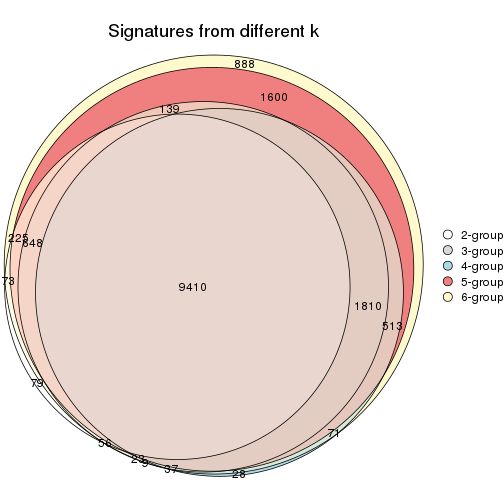 Signatures from different k
888
1600
139
225
848
73
9410
1810
513
79
56
71
23
9
37
28
2-group
3-group
4-group
5-group
6-group